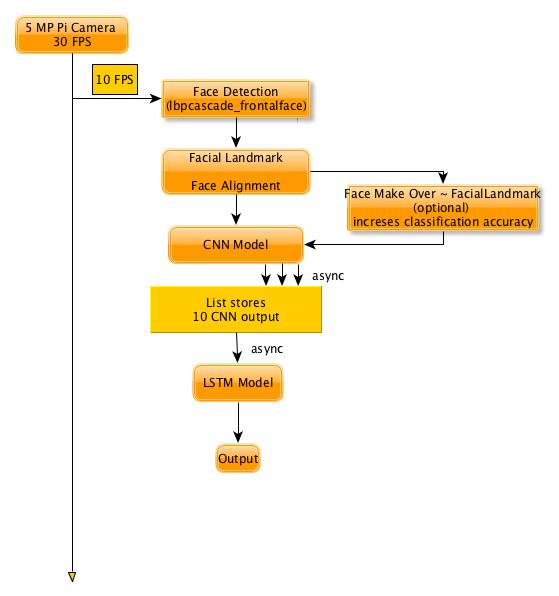 5 MP Pi Camera
30 FPS
10 FPS
Face Detection
(lbpcascade_frontalface)
Facial Landmark
Face Alignment
Face Make Over ~ FacialLandmark
(optional)
increses classification accuracy
CNN Model
async
List stores
10 CNN output
async
LSTM Model
Output